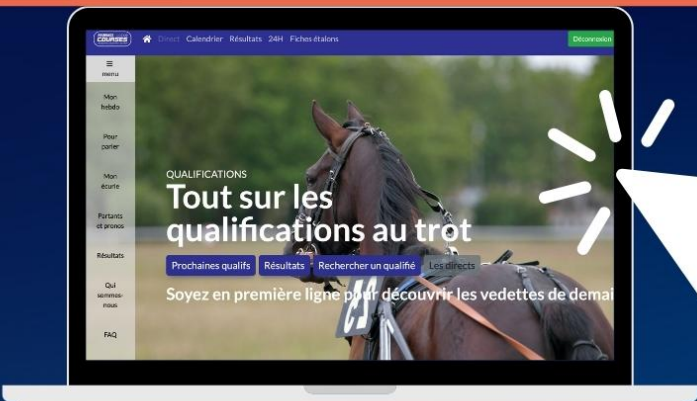 COURSES
Direct Calendrier Résultats 24H Fiches étalons
Déconnexion
menu
Mon
hebdo
Pour
parier
Mon
écurie
Partants
et pronos
Résultats
Qui
sommes-
nous
FAQ
QUALIFICATIONS
Tout sur les
qualifications au trot
Prochaines qualifs Résultats Rechercher un qualifié Les directs
Soyez en première ligne pour découvrir les vedettes de demai